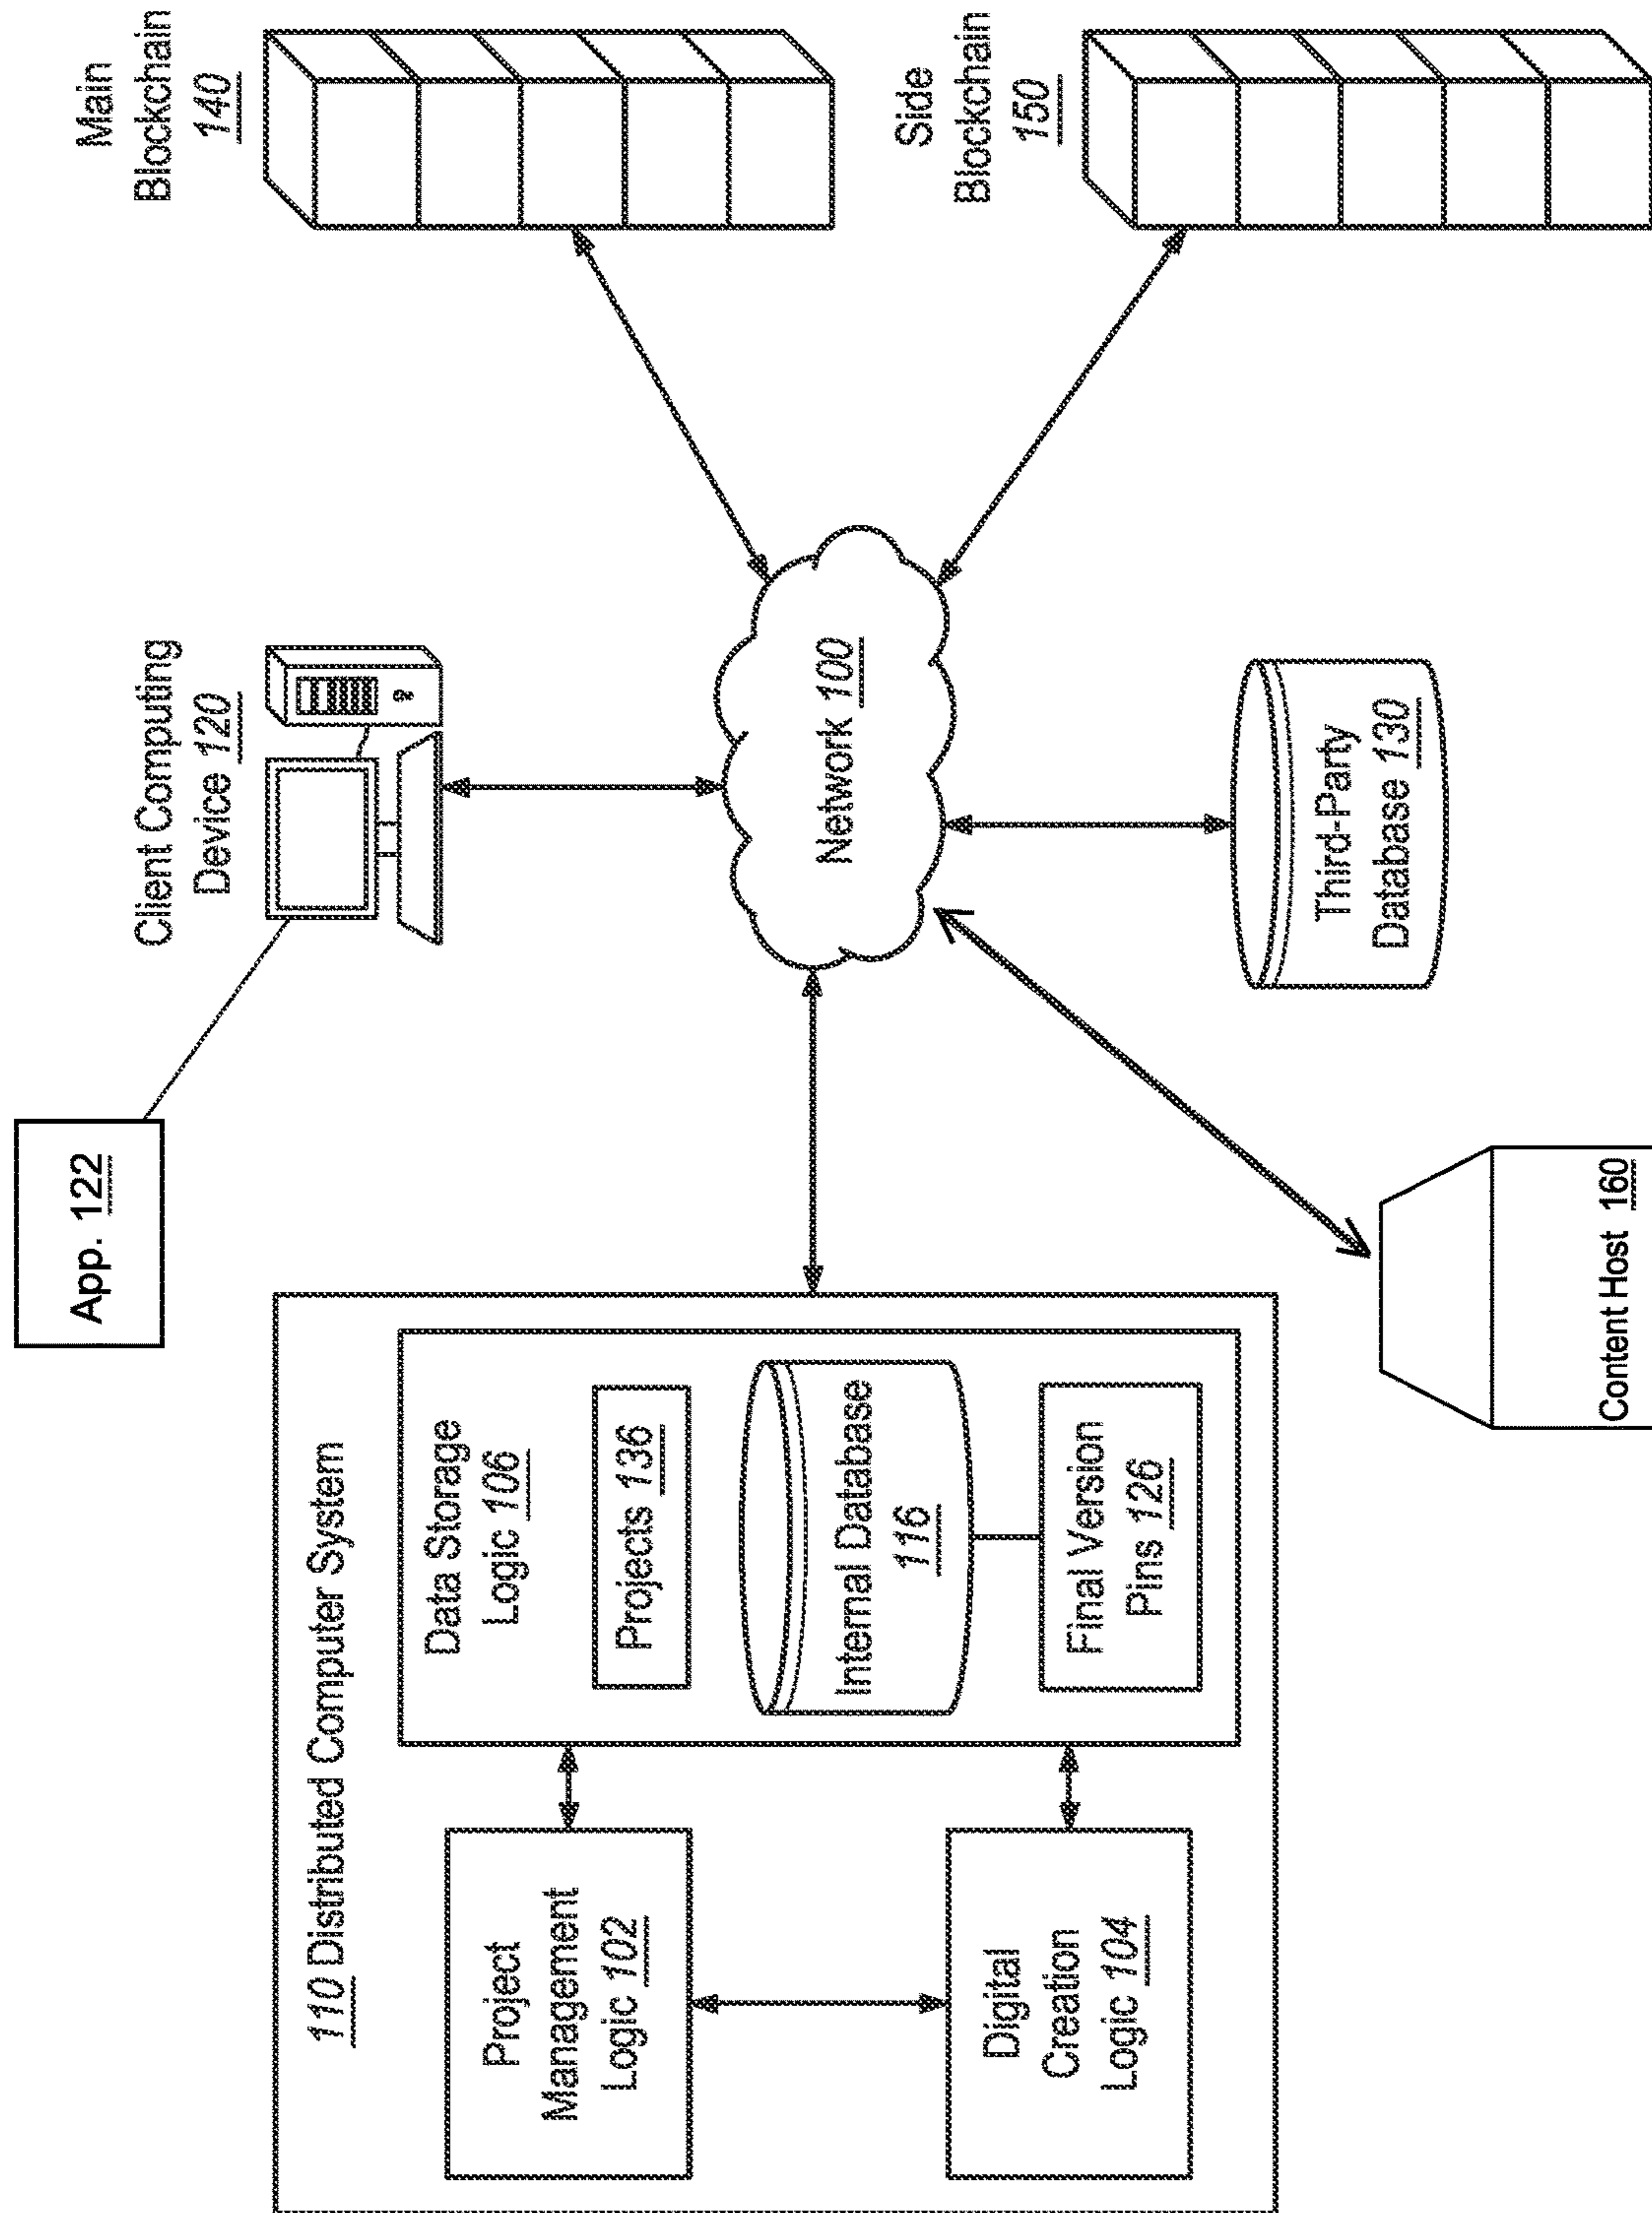 App. 122
Client Computing
Device 120
Main
Blockchain
140
110 Distributed Computer System
Project
Management
Logic 102
Data Storage
Logic 106
Projects 136
Internal Database
116
Final Version
Pins 126
Digital
Creation
Logic 104
Network 100
Side
Blockchain
150
Third-Party
Database 130
Content Host 160